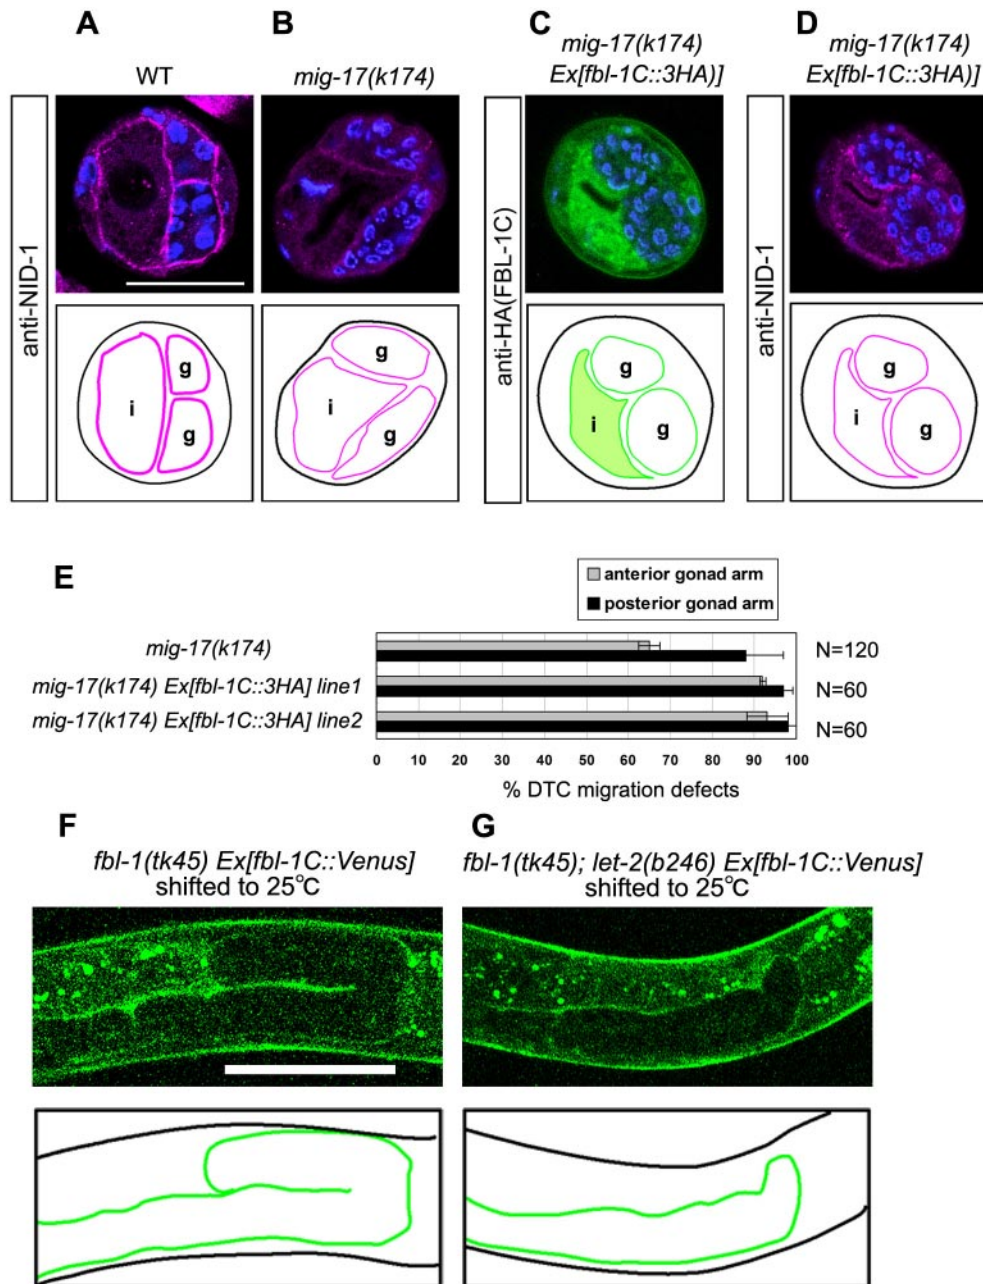 A
B
C
D
WT
mig-17(k174)
mig-17(k174)
Ex[fbl-1C::3HA)]
mig-17(k174)
Ex[fbl-1C::3HA)]
anti-NID-1
anti-HA(FBL-1C)
anti-NID-1
i
g
g
i
g
g
i
g
g
i
g
g
E
anterior gonad arm
posterior gonad arm
mig-17(k174)
N=120
mig-17(k174) Ex[fbl-1C::3HA] line1
N=60
mig-17(k174) Ex[fbl-1C::3HA] line2
N=60
0 10 20 30 40 50 60 70 80 90 100
% DTC migration defects
F
G
fbl-1(tk45) Ex[fbl-1C::Venus]
shifted to 25°C
fbl-1(tk45); let-2(b246) Ex[fbl-1C::Venus]
shifted to 25°C